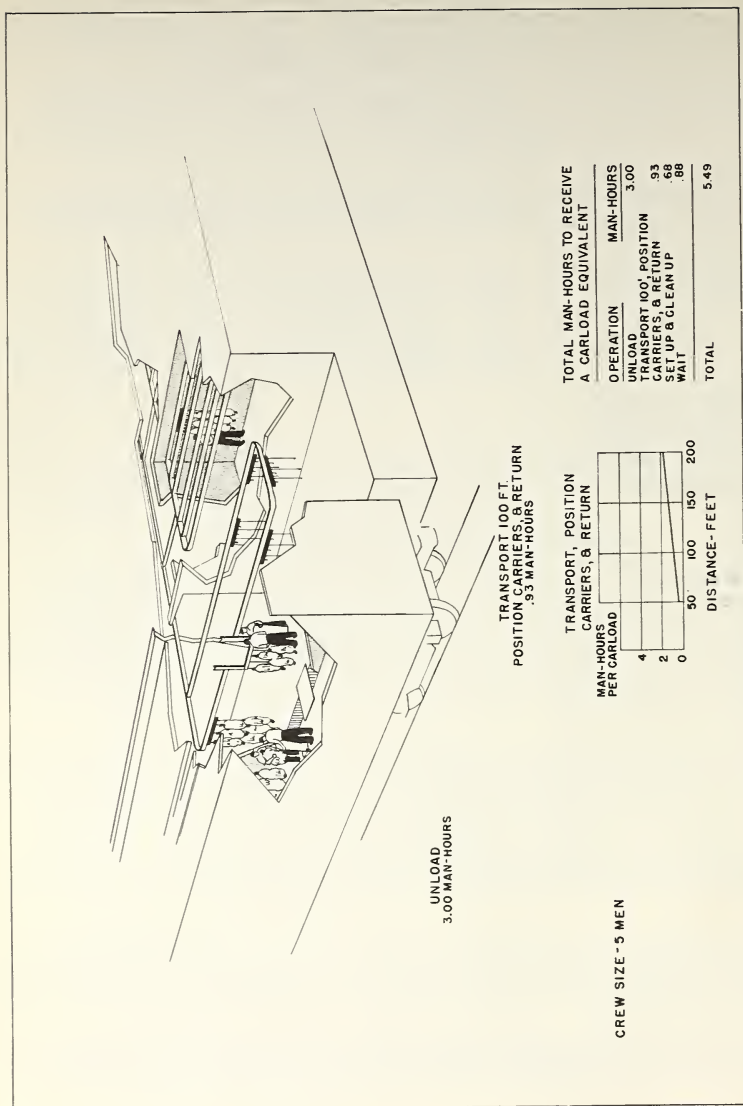 UNLOAD
3.00 MAN-HOURS
TRANSPORT 100 FT.
POSITION CARRIERS, & RETURN
.93 MAN-HOURS
CREW SIZE - 5 MEN
TRANSPORT, POSITION
CARRIERS, & RETURN
MAN-HOURS
PER CARLOAD
4
2
0
50
100
150
200
DISTANCE - FEET
TOTAL MAN-HOURS TO RECEIVE
A CARLOAD EQUIVALENT
OPERATION MAN-HOURS
UNLOAD 3.00
TRANSPORT 100', POSITION
CARRIERS, & RETURN .93
SET UP & CLEAN UP .68
WAIT .88
TOTAL 5.49